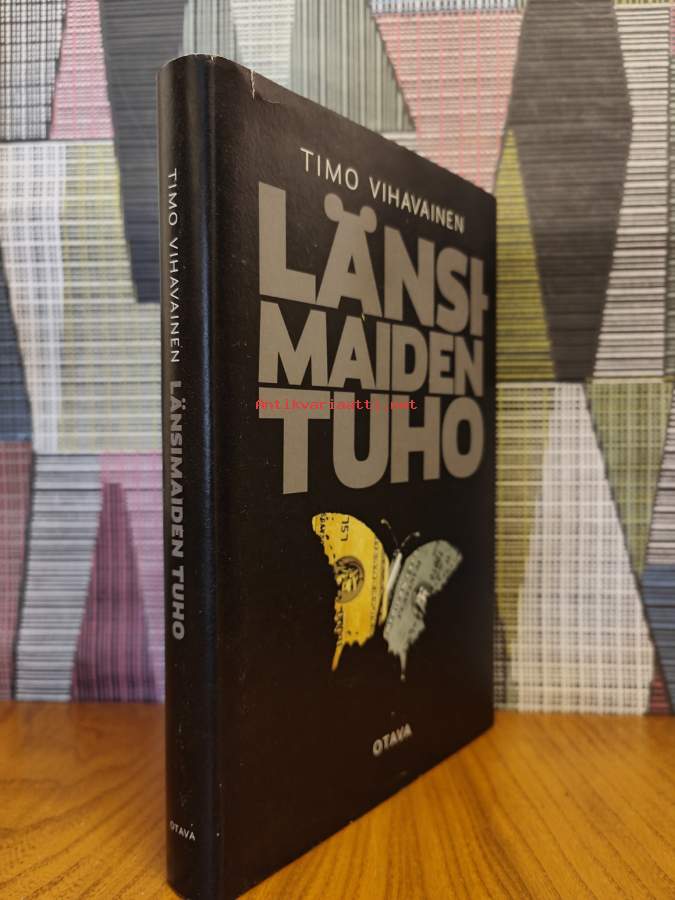 TIMO VIHAVAINEN LÄNSIMAIDEN TUHO
OTAVA
TIMO VIHAVAINEN
LÄNSI-
MAIDEN
TUHO
Antikvariaatti.net
OTAVA